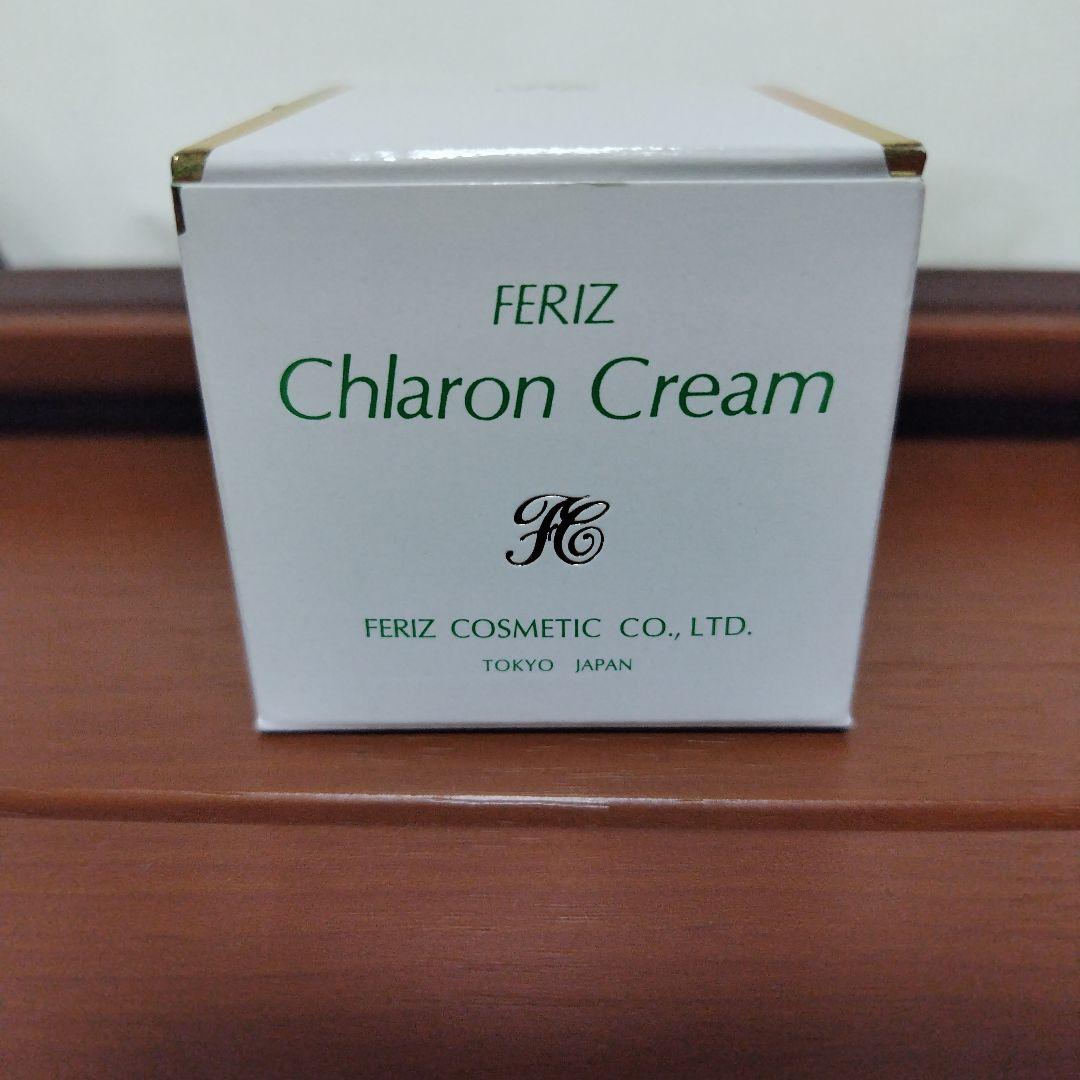 FERIZ
Chlaron Cream
FC
FERIZ COSMETIC CO., LTD.
TOKYO JAPAN